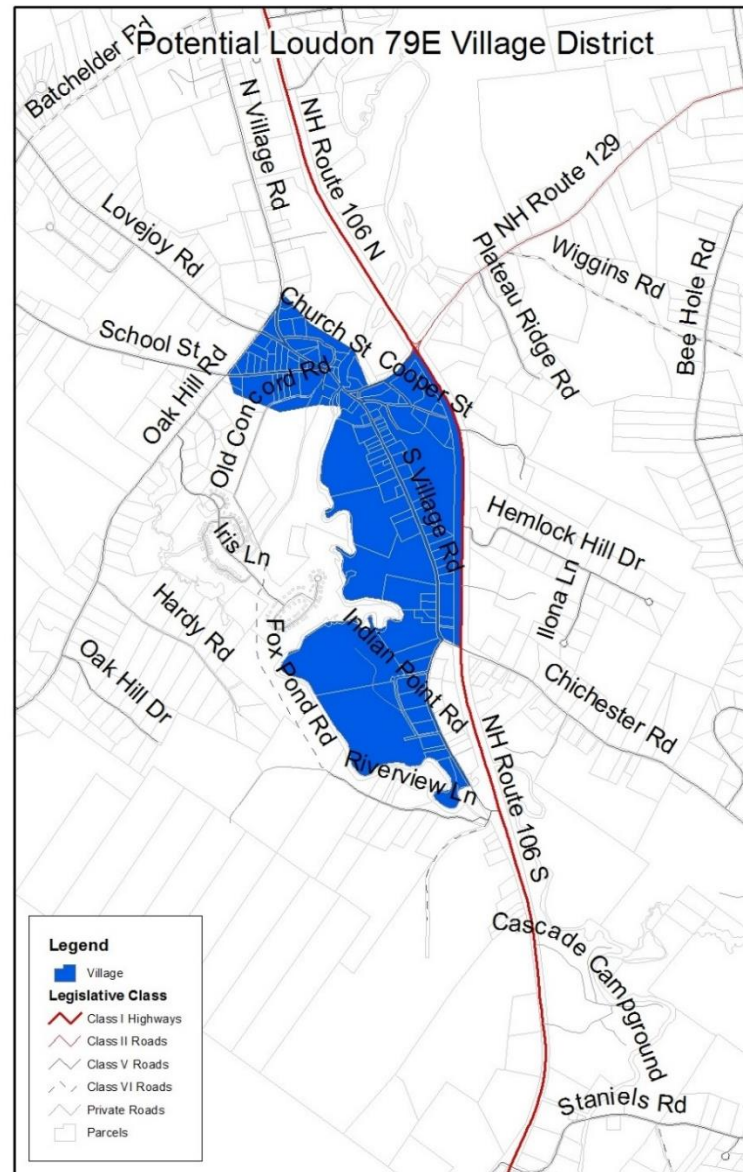 Potential Loudon 79E Village District
Batchelder Rd
N Village Rd
NH Route 106 N
NH Route 129
Lovejoy Rd
Plateau Ridge Rd
Wiggins Rd
Bee Hole Rd
Church St
School St
Oak Hill Rd
Cooper St
Old Concord Rd
S Village Rd
Hemlock Hill Dr
Iris Ln
Ilona Ln
Hardy Rd
Indian Point Rd
Fox Pond Rd
Oak Hill Dr
Chichester Rd
Riverview Ln
NH Route 106 S
Cascade Campground
Staniels Rd
Legend
Village
Legislative Class
Class I Highways
Class II Roads
Class V Roads
Class VI Roads
Private Roads
Parcels